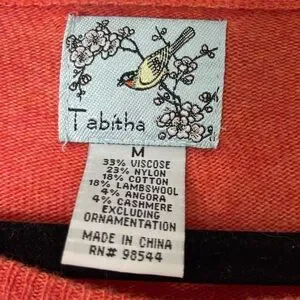 Tabitha
M
33% VISCOSE
23% NYLON
18% COTTON
18% LAMBSWOOL
4% ANGORA
4% CASHMERE
EXCLUDING
ORNAMENTATION
MADE IN CHINA
RN# 98544